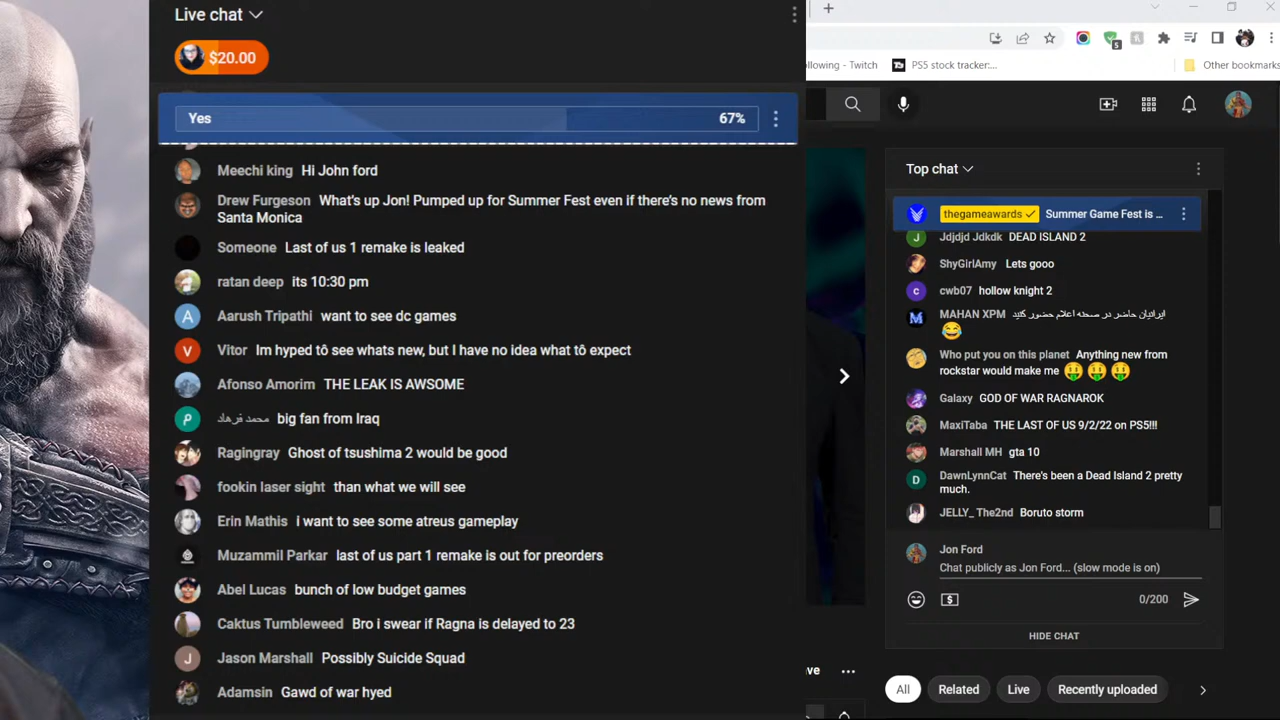 Live chat
$20.00
Yes 67%
Meechi king Hi John ford
Drew Furgeson What's up Jon! Pumped up for Summer Fest even if there's no news from
Santa Monica
Someone Last of us 1 remake is leaked
ratan deep its 10:30 pm
A Aarush Tripathi want to see dc games
V Vitor Im hyped tô see whats new, but I have no idea what tô expect
Afonso Amorim THE LEAK IS AWSOME
محمد فرهاد big fan from Iraq
Ragingray Ghost of tsushima 2 would be good
fookin laser sight than what we will see
Erin Mathis i want to see some atreus gameplay
Muzammil Parkar last of us part 1 remake is out for preorders
Abel Lucas bunch of low budget games
Caktus Tumbleweed Bro i swear if Ragna is delayed to 23
J Jason Marshall Possibly Suicide Squad
Adamsin Gawd of war hyed
5
ollowing - Twitch PS5 stock tracker:... Other bookmarks
Top chat
thegameawards Summer Game Fest is ...
J Jdjdjd Jdkdk DEAD ISLAND 2
ShyGirlAmy Lets gooo
c cwb07 hollow knight 2
MAHAN XPM ایرانیان حاضر در صحنه اعلام حضور کنید
😂
Who put you on this planet Anything new from
rockstar would make me 🤑 🤑 🤑
Galaxy GOD OF WAR RAGNAROK
MaxiTaba THE LAST OF US 9/2/22 on PS5!!!
Marshall MH gta 10
D DawnLynnCat There's been a Dead Island 2 pretty
much.
JELLY_ The2nd Boruto storm
Jon Ford
Chat publicly as Jon Ford... (slow mode is on)
0/200
HIDE CHAT
ve
All Related Live Recently uploaded